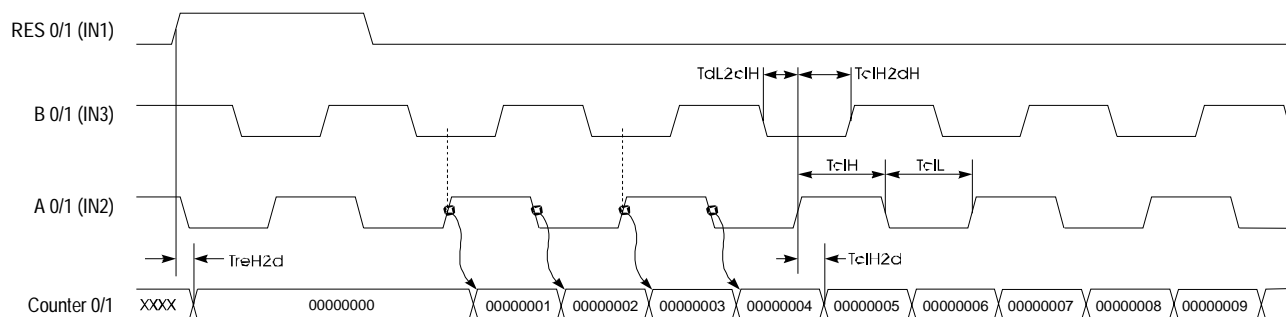 RES 0/1 (IN1)
TdL2clH TclH2dH
B 0/1 (IN3)
TclH TclL
A 0/1 (IN2)
TreH2d TclH2d
Counter 0/1 XXXX 00000000 00000001 00000002 00000003 00000004 00000005 00000006 00000007 00000008 00000009